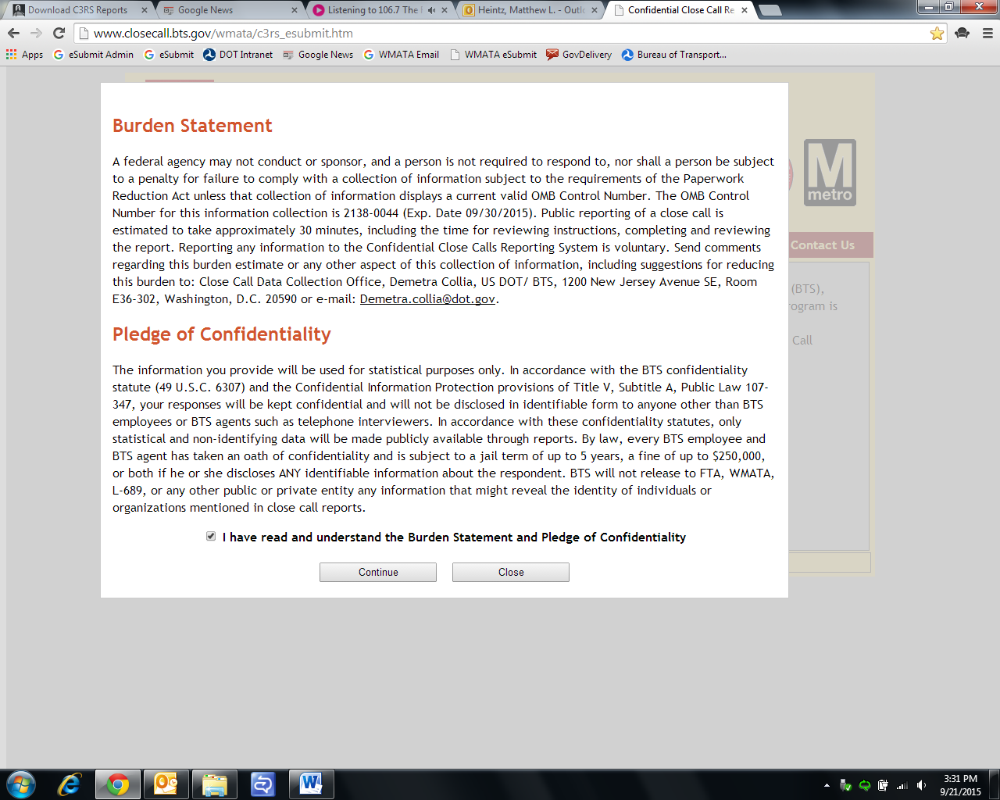 Download C3RS Reports
Google News
Listening to 106.7 The
Heintz, Matthew L. - Outlo
Confidential Close Call Re
www.closecall.bts.gov/wmata/c3rs_esubmit.htm
Apps
eSubmit Admin
eSubmit
DOT Intranet
Google News
WMATA Email
WMATA eSubmit
GovDelivery
Bureau of Transport...
Burden Statement
A federal agency may not conduct or sponsor, and a person is not required to respond to, nor shall a person be subject
to a penalty for failure to comply with a collection of information subject to the requirements of the Paperwork
Reduction Act unless that collection of information displays a current valid OMB Control Number. The OMB Control
Number for this information collection is 2138-0044 (Exp. Date 09/30/2015). Public reporting of a close call is
estimated to take approximately 30 minutes, including the time for reviewing instructions, completing and reviewing
the report. Reporting any information to the Confidential Close Calls Reporting System is voluntary. Send comments
regarding this burden estimate or any other aspect of this collection of information, including suggestions for reducing
this burden to: Close Call Data Collection Office, Demetra Collia, US DOT/ BTS, 1200 New Jersey Avenue SE, Room
E36-302, Washington, D.C. 20590 or e-mail: Demetra.collia@dot.gov.
Pledge of Confidentiality
The information you provide will be used for statistical purposes only. In accordance with the BTS confidentiality
statute (49 U.S.C. 6307) and the Confidential Information Protection provisions of Title V, Subtitle A, Public Law 107-
347, your responses will be kept confidential and will not be disclosed in identifiable form to anyone other than BTS
employees or BTS agents such as telephone interviewers. In accordance with these confidentiality statutes, only
statistical and non-identifying data will be made publicly available through reports. By law, every BTS employee and
BTS agent has taken an oath of confidentiality and is subject to a jail term of up to 5 years, a fine of up to $250,000,
or both if he or she discloses ANY identifiable information about the respondent. BTS will not release to FTA, WMATA,
L-689, or any other public or private entity any information that might reveal the identity of individuals or
organizations mentioned in close call reports.
I have read and understand the Burden Statement and Pledge of Confidentiality
Continue
Close
M
metro
Contact Us
(BTS),
rogram is
Call
3:31 PM
9/21/2015